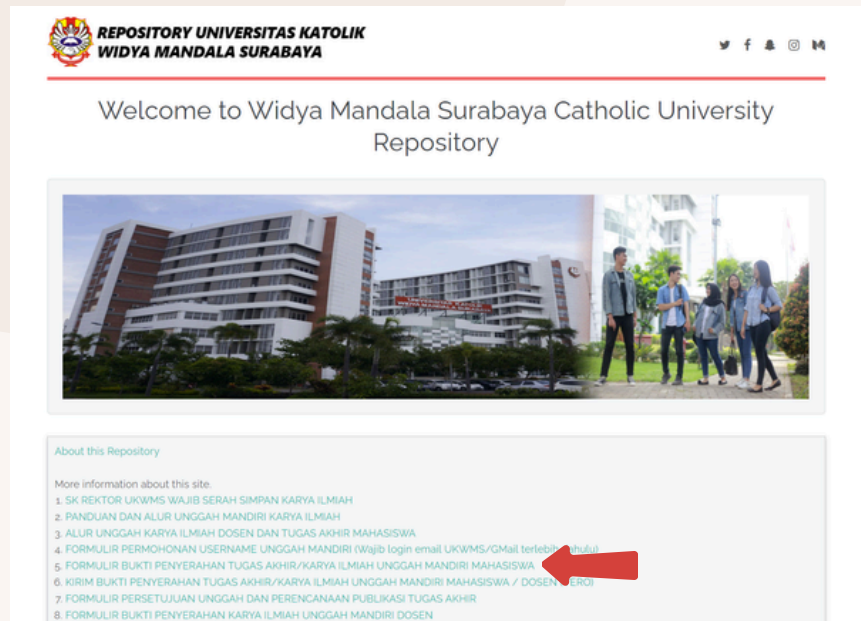 REPOSITORY UNIVERSITAS KATOLIK
WIDYA MANDALA SURABAYA
Welcome to Widya Mandala Surabaya Catholic University
Repository
UNIVERSITAS KATOLIK
WIDYA MANDALA SURABAYA
About this Repository
More information about this site.
1. SK REKTOR UKWMS WAJIB SERAH SIMPAN KARYA ILMIAH
2. PANDUAN DAN ALUR UNGGAH MANDIRI KARYA ILMIAH
3. ALUR UNGGAH KARYA ILMIAH DOSEN DAN TUGAS AKHIR MAHASISWA
4. FORMULIR PERMOHONAN USERNAME UNGGAH MANDIRI (Wajib login email UKWMS/GMail
5. FORMULIR BUKTI PENYERAHAN TUGAS AKHIR/KARYA ILMIAH UNGGAH MANDIRI MAHASISWA
6. KIRIM BUKTI PENYERAHAN TUGAS AKHIR/KARYA ILMIAH UNGGAH MANDIRI MAHASISWA / DOSEN
7. FORMULIR PERSETUJUAN UNGGAH DAN PERENCANAAN PUBLIKASI TUGAS AKHIR
8. FORMULIR BUKTI PENYERAHAN KARYA ILMIAH UNGGAH MANDIRI DOSEN